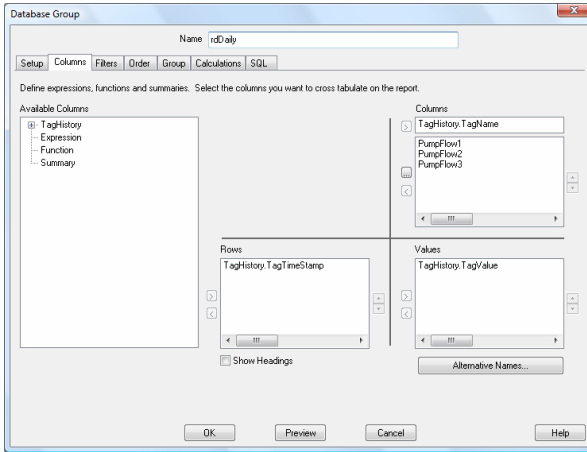 Database Group
Name rdDaily
Setup Columns Filters Order Group Calculations SQL
Define expressions, functions and summaries. Select the columns you want to cross tabulate on the report.
Available Columns
TagHistory
Expression
Function
Summary
Columns
TagHistory.TagName
PumpFlow1
PumpFlow2
PumpFlow3
Rows
TagHistory.TagTimeStamp
Show Headings
Values
TagHistory.TagValue
Alternative Names...
OK Preview Cancel Help